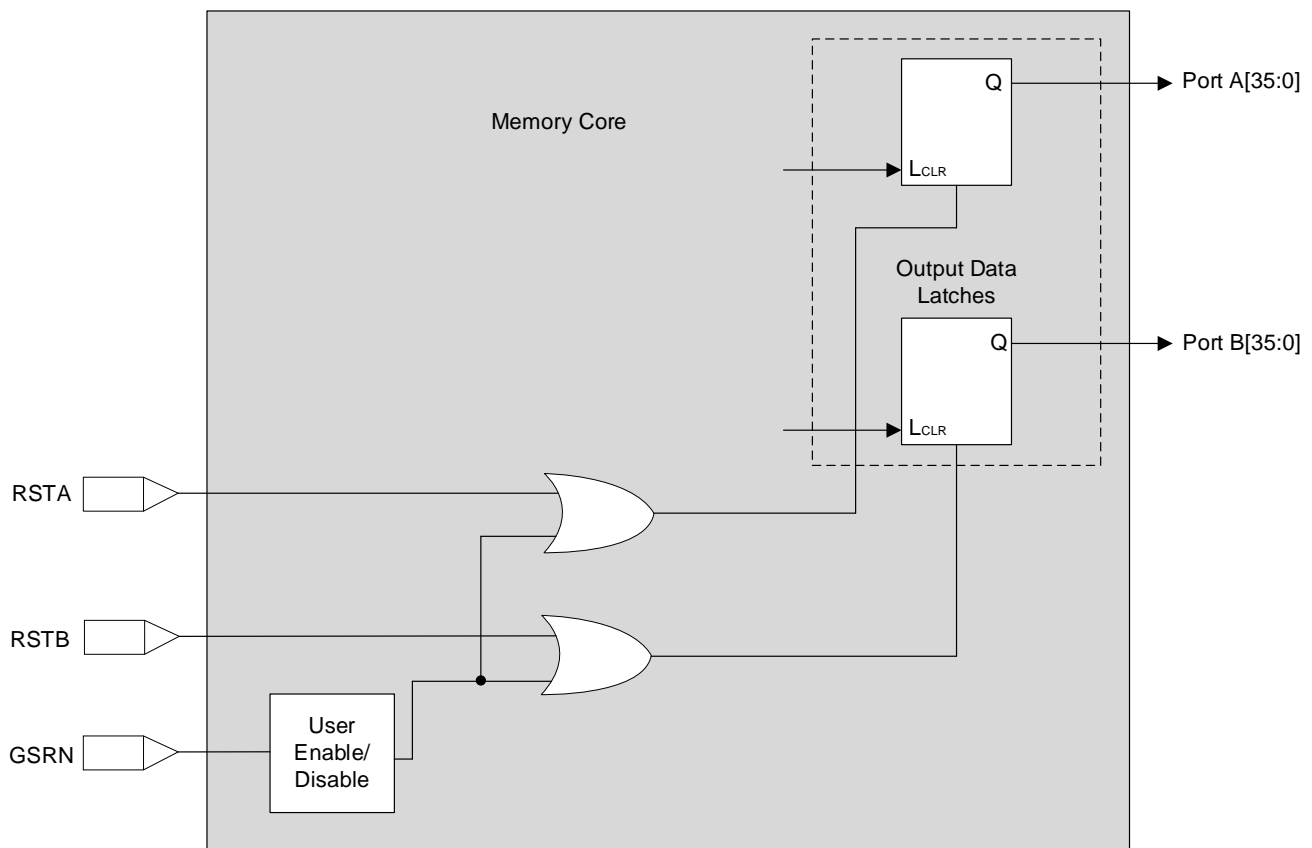 Memory Core
Q
Port A[35:0]
LCLR
Output Data
Latches
Q
Port B[35:0]
LCLR
RSTA
RSTB
User
Enable/
Disable
GSRN